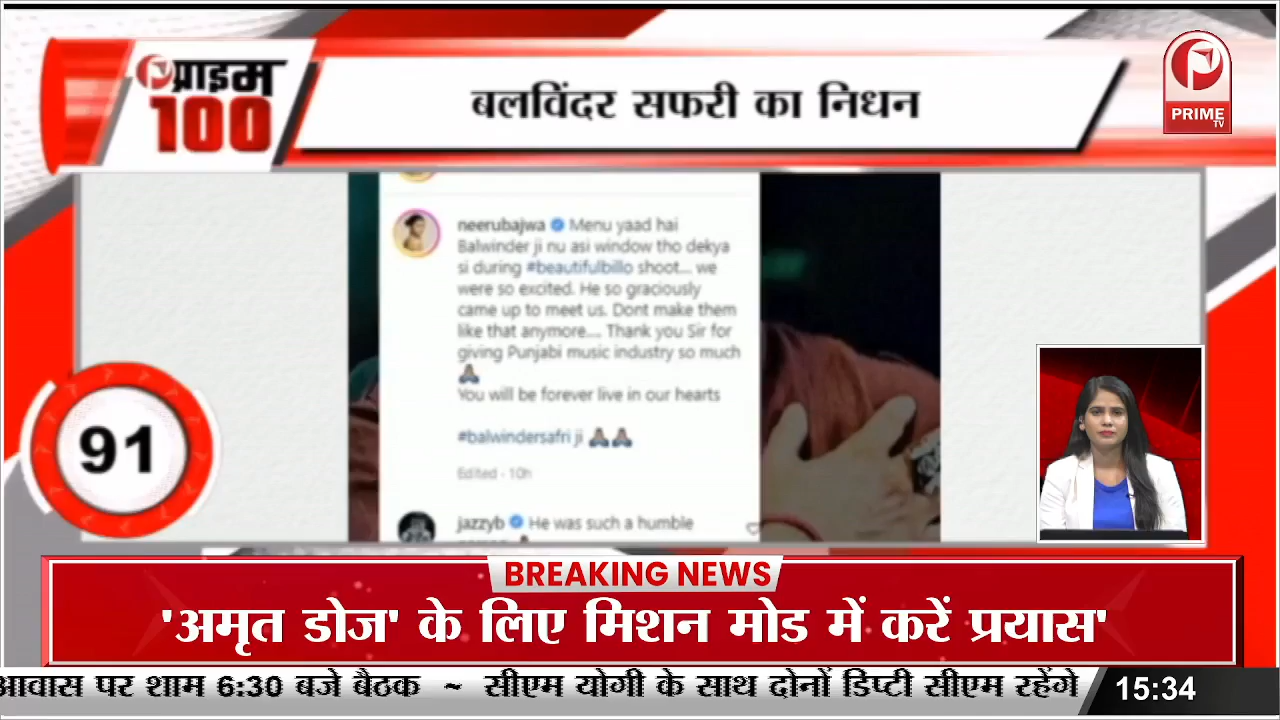 प्राइम
100
बलविंदर सफरी का निधन
PRIME
TV
neerubajwa Menu yaad hai
Balwinder ji nu asi window tho dekya
si during #beautifulbillo shoot.... we
were so excited. He so graciously
came up to meet us. Dont make them
like that anymore.... Thank you Sir for
giving Punjabi music industry so much
🙏🏽
You will be forever live in our hearts
#balwindersafri ji 🙏🏽🙏🏽
Edited · 10h
jazzyb He was such a humble
91
BREAKING NEWS
'अमृत डोज' के लिए मिशन मोड में करें प्रयास'
आवास पर शाम 6:30 बजे बैठक ~ सीएम योगी के साथ दोनों डिप्टी सीएम रहेंगे
15:34